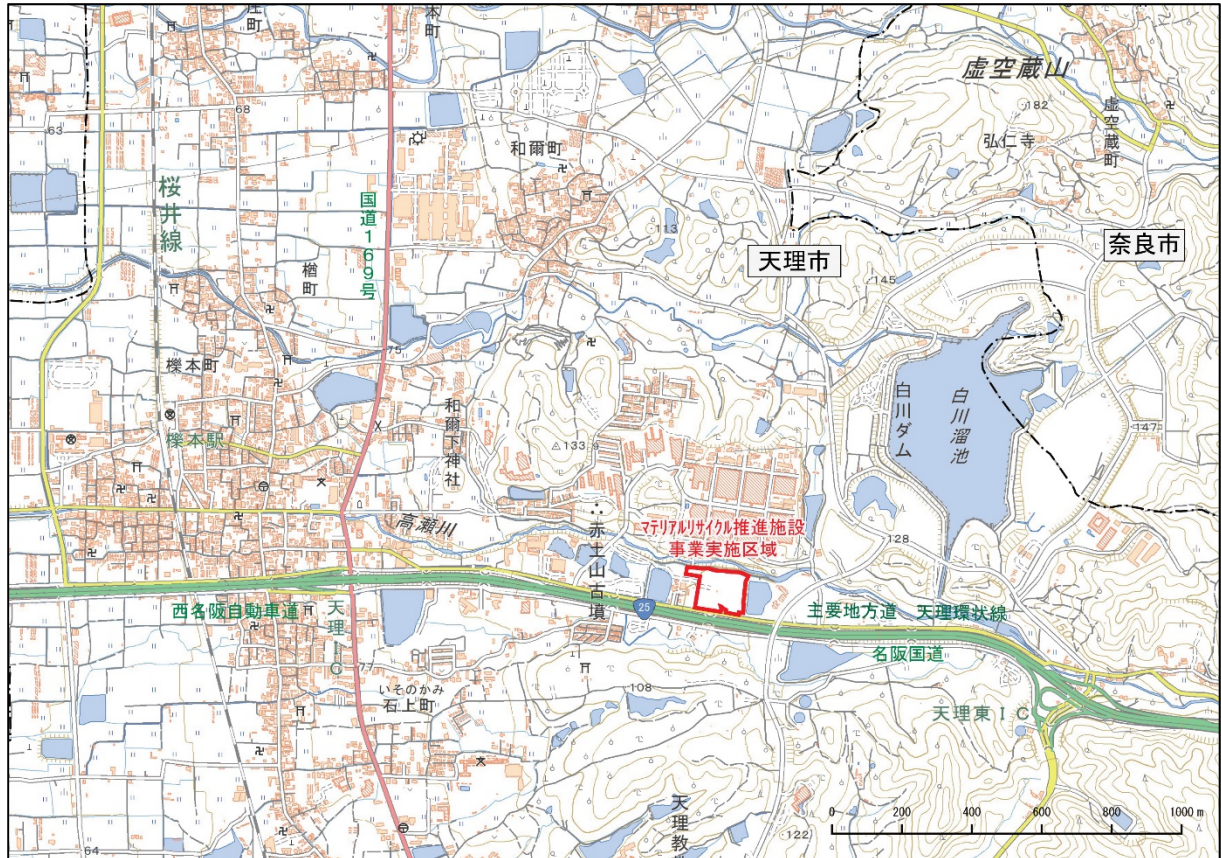 本町
虚空蔵山
182
虚空蔵町
弘仁寺
68
63
和爾町
桜井線
国道169号
113
楢町
天理市
奈良市
145
75
櫟本町
白川ダム
白川溜池
147
和爾下神社
133
櫟本駅
高瀬川
赤土山古墳
マテリアルリサイクル推進施設
事業実施区域
128
25
西名阪自動車道
天理IC
主要地方道 天理環状線
名阪国道
77
いそのかみ
石上町
108
天理東IC
天理教
122
64
0 200 400 600 800 1000 m